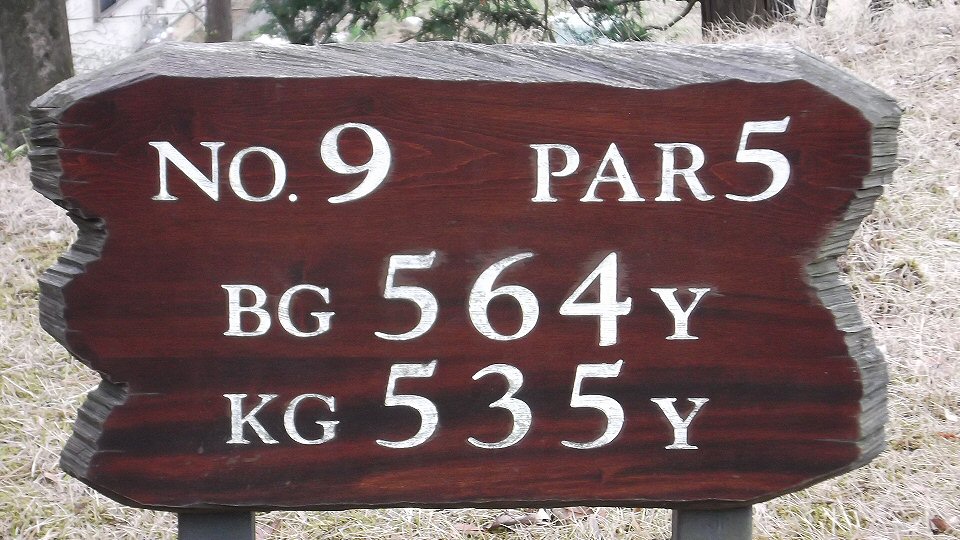 No. 9 PAR 5
BG 564 Y
KG 535 Y